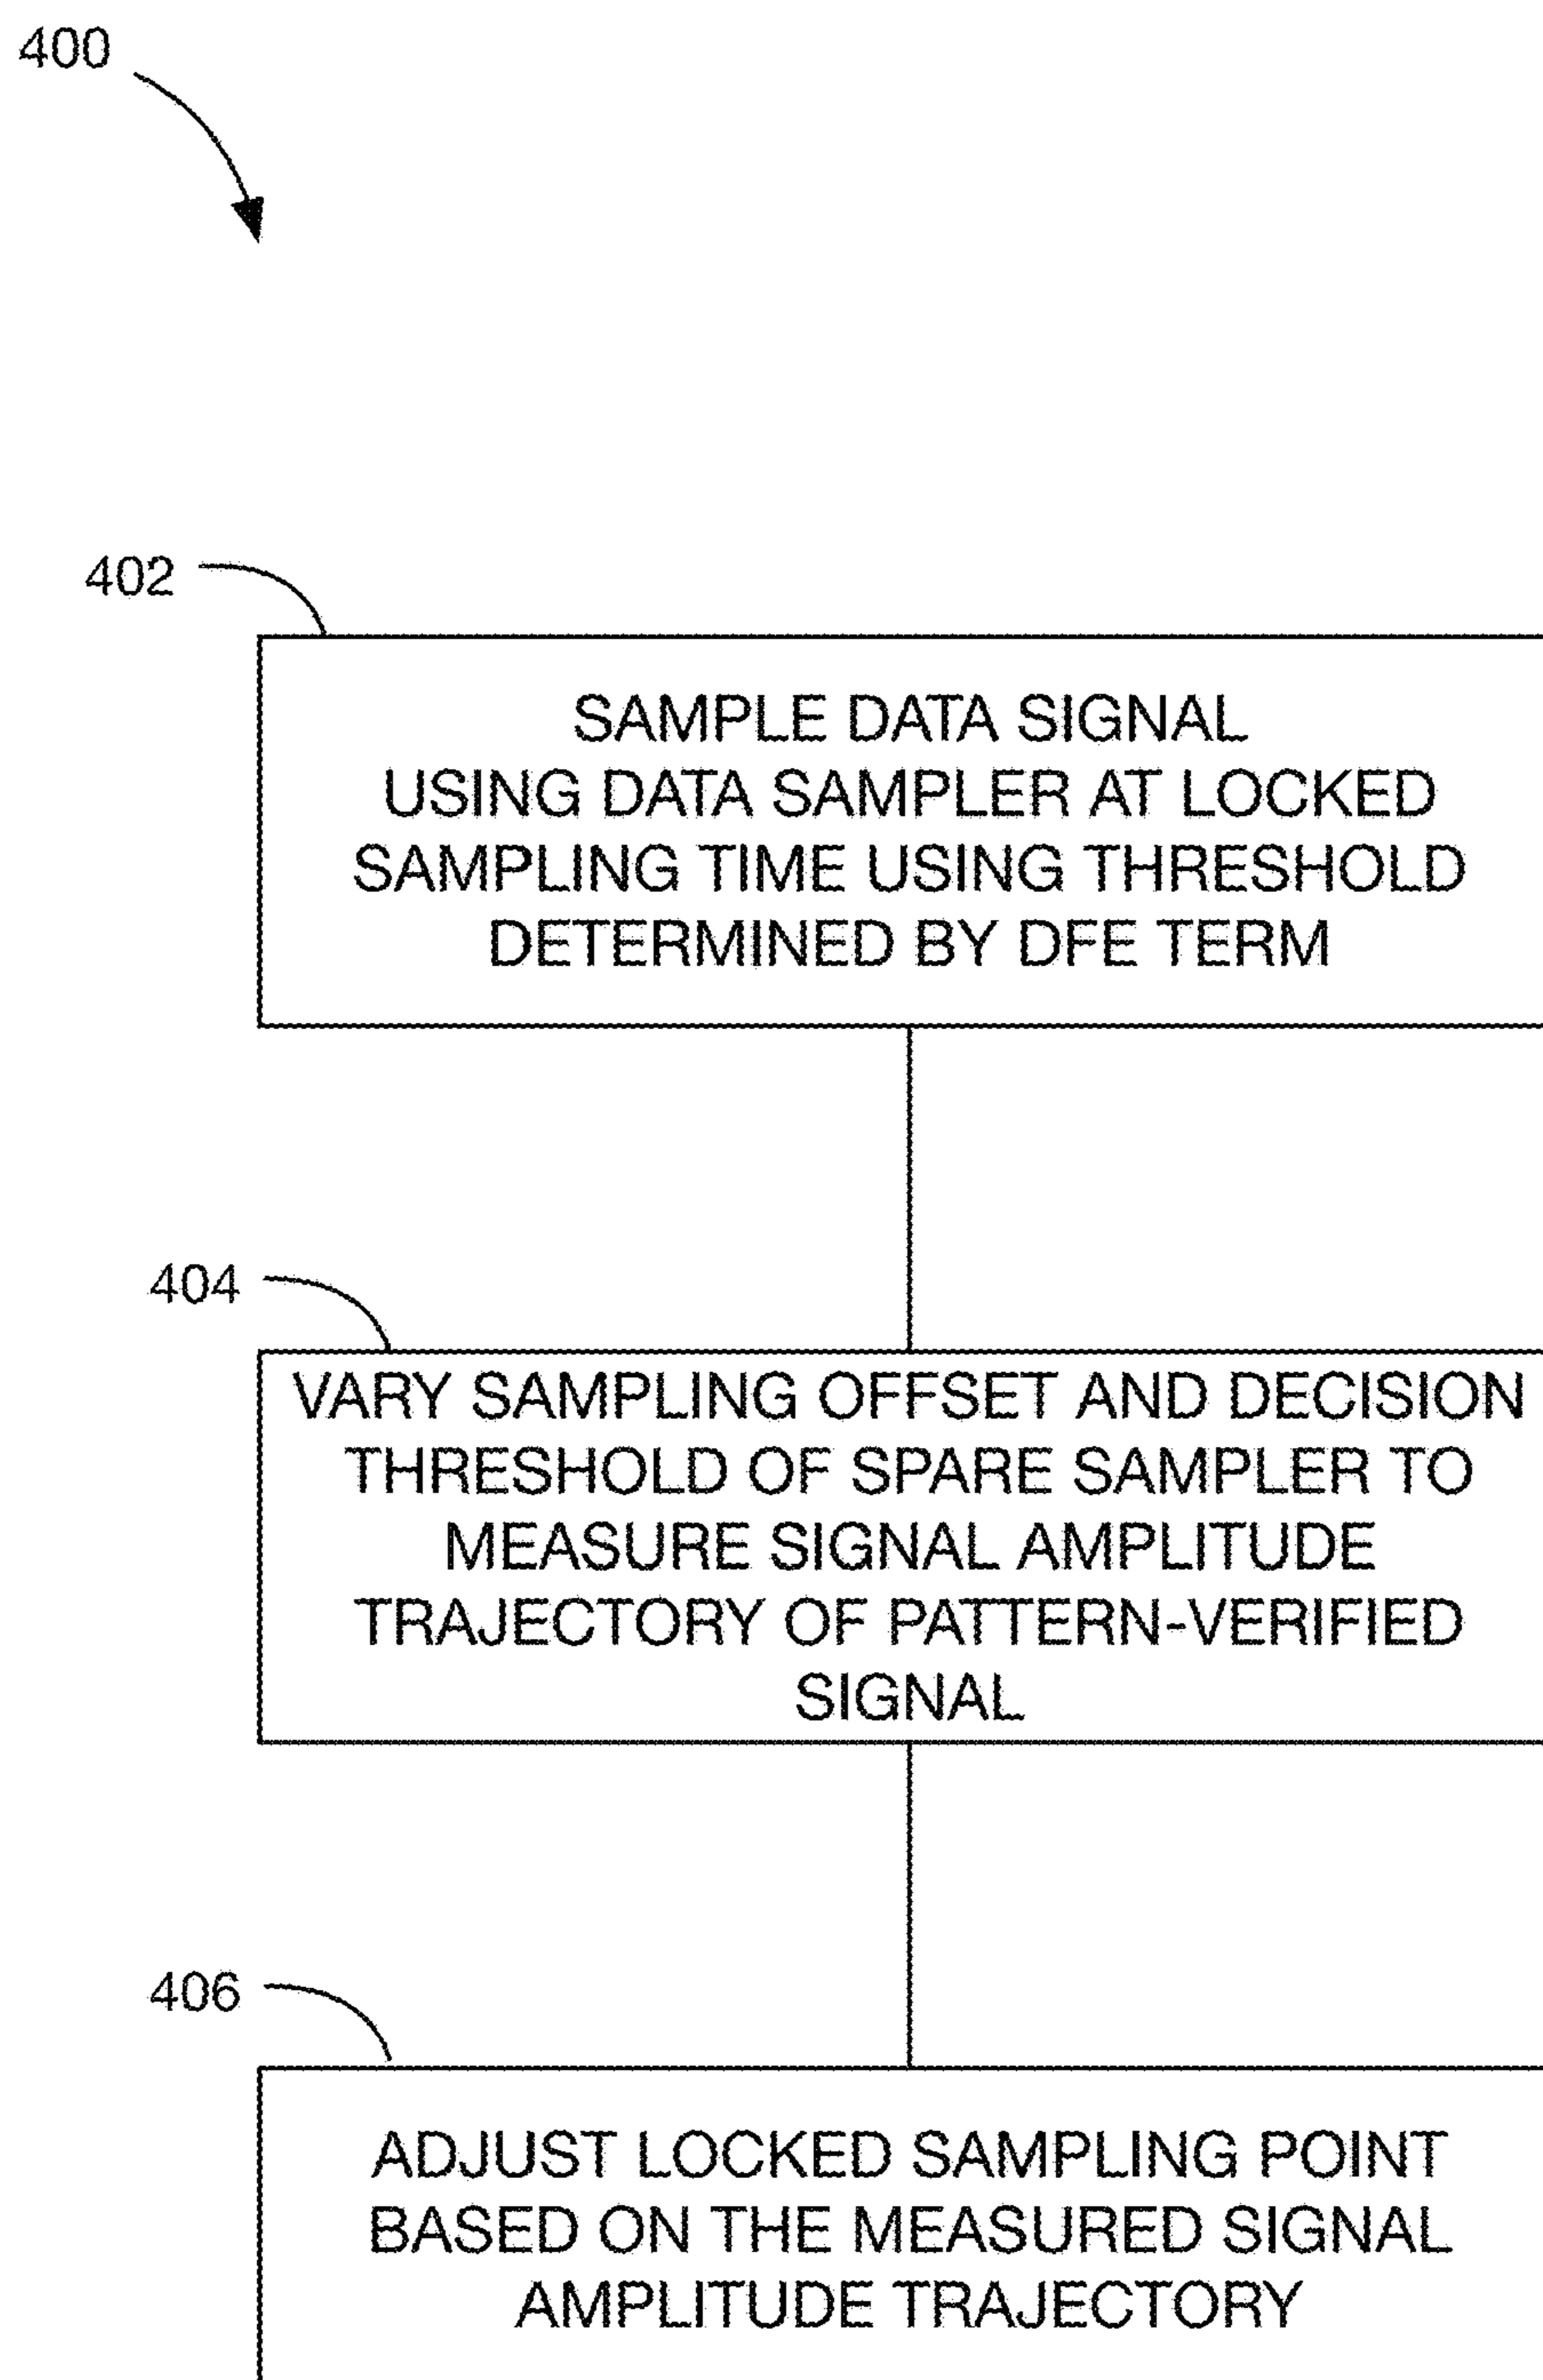 400
402
SAMPLE DATA SIGNAL
USING DATA SAMPLER AT LOCKED
SAMPLING TIME USING THRESHOLD
DETERMINED BY DFE TERM
404
VARY SAMPLING OFFSET AND DECISION
THRESHOLD OF SPARE SAMPLER TO
MEASURE SIGNAL AMPLITUDE
TRAJECTORY OF PATTERN-VERIFIED
SIGNAL
406
ADJUST LOCKED SAMPLING POINT
BASED ON THE MEASURED SIGNAL
AMPLITUDE TRAJECTORY